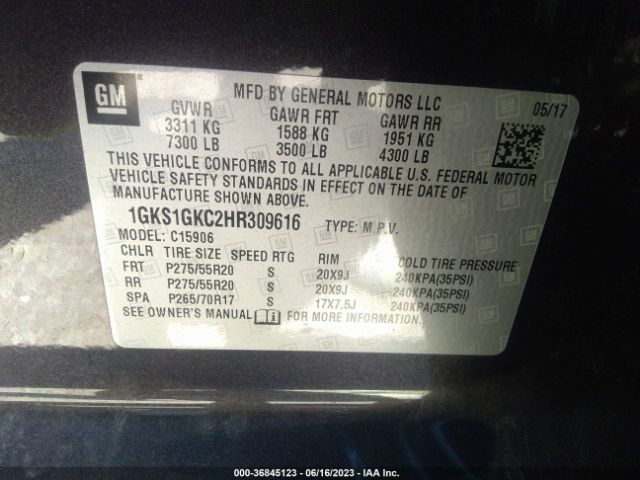 GM
MFD BY GENERAL MOTORS LLC
05/17
GVWR GAWR FRT GAWR RR
3311 KG 1588 KG 1951 KG
7300 LB 3500 LB 4300 LB
THIS VEHICLE CONFORMS TO ALL APPLICABLE U.S. FEDERAL MOTOR
VEHICLE SAFETY STANDARDS IN EFFECT ON THE DATE OF
MANUFACTURE SHOWN ABOVE.
1GKS1GKC2HR309616 TYPE: M.P.V.
MODEL: C15906
CHLR TIRE SIZE SPEED RTG RIM COLD TIRE PRESSURE
FRT P275/55R20 S 20X9J 240KPA(35PSI)
RR P275/55R20 S 20X9J 240KPA(35PSI)
SPA P265/70R17 S 17X7.5J 240KPA(35PSI)
SEE OWNER'S MANUAL FOR MORE INFORMATION.
000-36845123 - 06/16/2023 - IAA Inc.